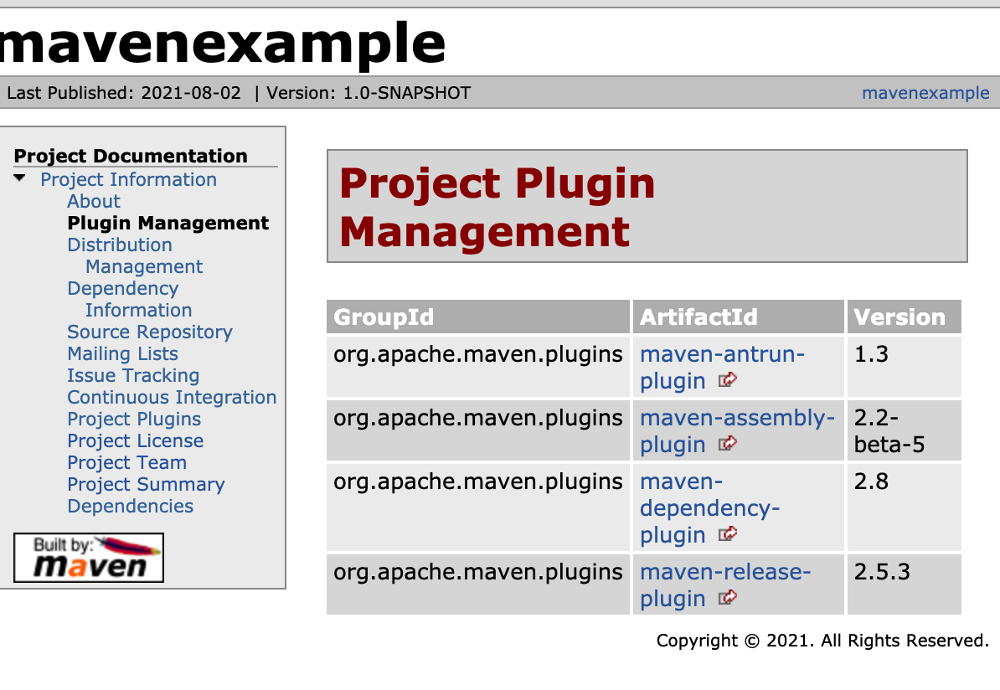 mavenexample
Last Published: 2021-08-02 | Version: 1.0-SNAPSHOT
mavenexample
Project Documentation
Project Information
About
Plugin Management
Distribution
Management
Dependency
Information
Source Repository
Mailing Lists
Issue Tracking
Continuous Integration
Project Plugins
Project License
Project Team
Project Summary
Dependencies
Built by:
maven
Project Plugin
Management
GroupId ArtifactId Version
org.apache.maven.plugins maven-antrun- 1.3
plugin
org.apache.maven.plugins maven-assembly- 2.2-
plugin beta-5
org.apache.maven.plugins maven- 2.8
dependency-
plugin
org.apache.maven.plugins maven-release- 2.5.3
plugin
Copyright © 2021. All Rights Reserved.